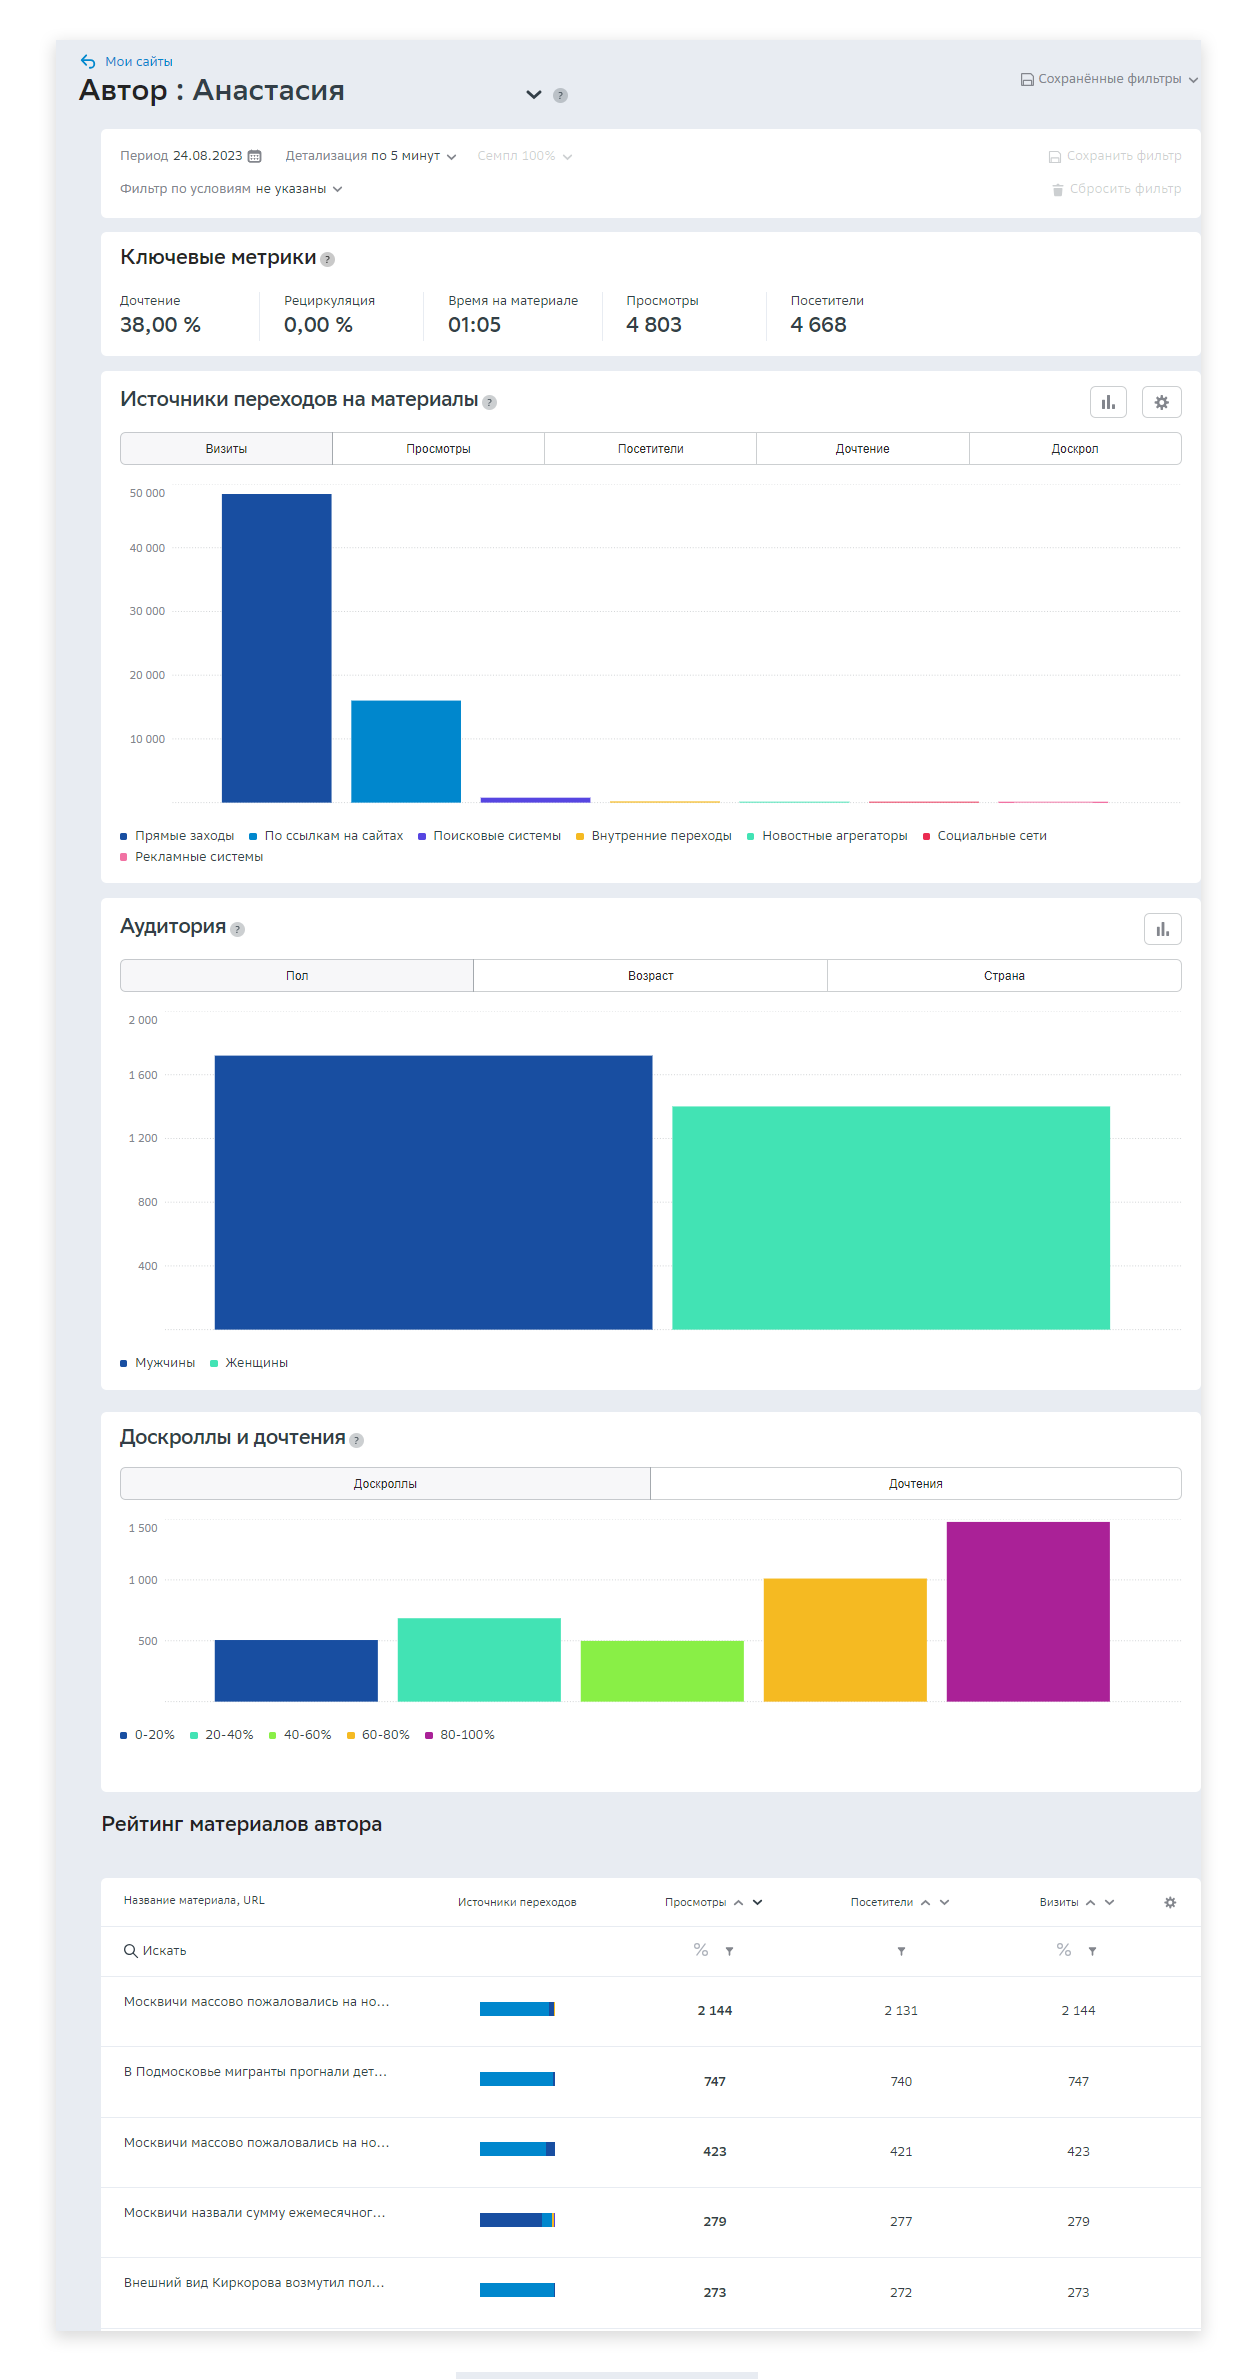 Мои сайты
Автор : Анастасия
Сохранённые фильтры
Период 24.08.2023 Детализация по 5 минут Семпл 100% Сохранить фильтр
Фильтр по условиям не указаны Сбросить фильтр
Ключевые метрики ?
Дочтение Рециркуляция Время на материале Просмотры Посетители
38,00 % 0,00 % 01:05 4 803 4 668
Источники переходов на материалы ?
Визиты Просмотры Посетители Дочтение Доскрол
50 000
40 000
30 000
20 000
10 000
Прямые заходы По ссылкам на сайтах Поисковые системы Внутренние переходы Новостные агрегаторы Социальные сети
Рекламные системы
Аудитория ?
Пол Возраст Страна
2 000
1 600
1 200
800
400
Мужчины Женщины
Доскроллы и дочтения ?
Доскроллы Дочтения
1 500
1 000
500
0-20% 20-40% 40-60% 60-80% 80-100%
Рейтинг материалов автора
Название материала, URL Источники переходов Просмотры Посетители Визиты
Искать % %
Москвичи массово пожаловались на но... 2 144 2 131 2 144
В Подмосковье мигранты прогнали дет... 747 740 747
Москвичи массово пожаловались на но... 423 421 423
Москвичи назвали сумму ежемесячног... 279 277 279
Внешний вид Киркорова возмутил пол... 273 272 273